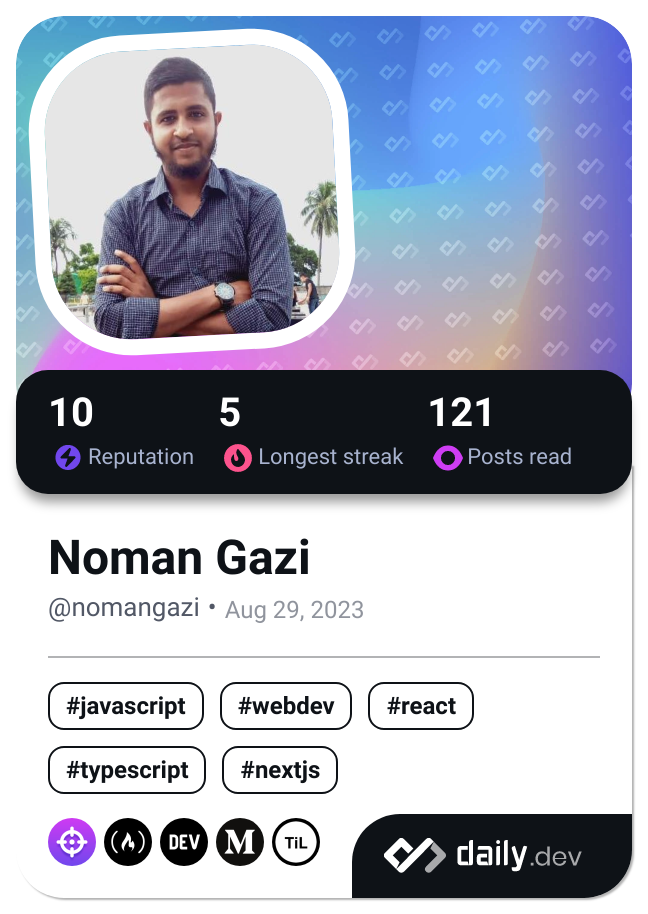 10 5 121
Reputation Longest streak Posts read
Noman Gazi
@nomangazi • Aug 29, 2023
#javascript #webdev #react
#typescript #nextjs
DEV M TiL
daily.dev